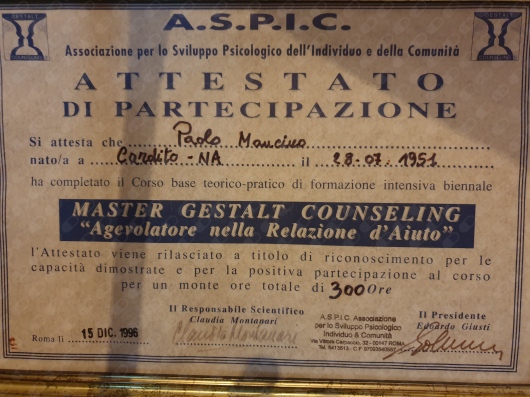 A.S.P.I.C.
Associazione per lo Sviluppo Psicologico dell'Individuo e della Comunità
ATTESTATO
DI PARTECIPAZIONE
Si attesta che Paolo Mancino
nato/a a Cardito - NA il 28-07-1951
ha completato il Corso base teorico-pratico di formazione intensiva biennale
MASTER GESTALT COUNSELING
"Agevolatore nella Relazione d'Aiuto"
l'Attestato viene rilasciato a titolo di riconoscimento per le
capacità dimostrate e per la positiva partecipazione al corso
per un monte ore totale di 300 Ore
Il Responsabile Scientifico
Claudia Montanari
Claudia Montanari
A.S.P.I.C. Associazione
per lo Sviluppo Psicologico
Individuo & Comunità
00147 ROMA
Il Presidente
Edoardo Giusti
Roma lì 15 DIC. 1996